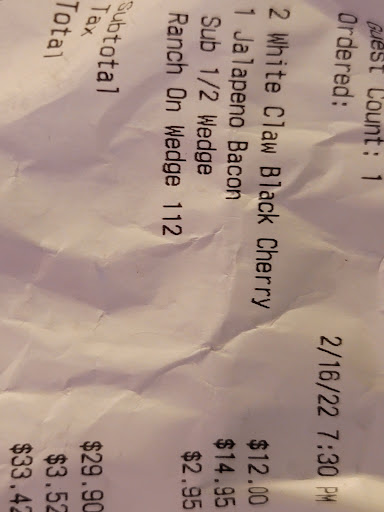 Guest Count: 1
Ordered: 2/16/22 7:30 PM
2 White Claw Black Cherry $12.00
1 Jalapeno Bacon $14.95
Sub 1/2 Wedge $2.95
Ranch On Wedge 112
Subtotal $29.90
Tax $3.52
Total $33.42